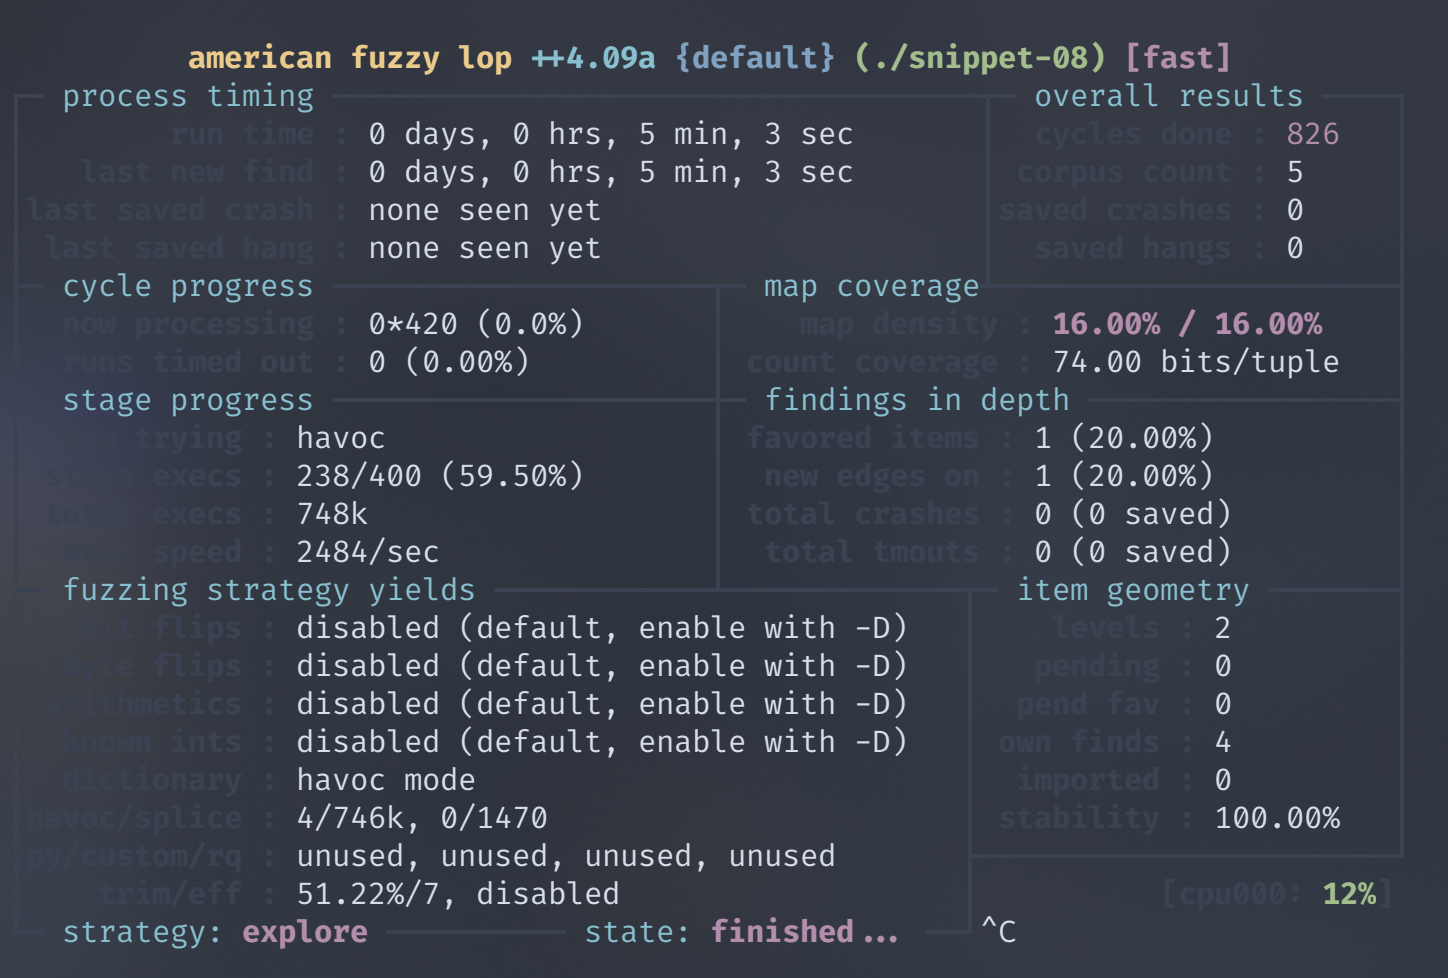 american fuzzy lop ++4.09a {default} (./snippet-08) [fast]
process timing overall results
run time : 0 days, 0 hrs, 5 min, 3 sec cycles done : 826
last new find : 0 days, 0 hrs, 5 min, 3 sec corpus count : 5
last saved crash : none seen yet saved crashes : 0
last saved hang : none seen yet saved hangs : 0
cycle progress map coverage
now processing : 0*420 (0.0%) map density : 16.00% / 16.00%
runs timed out : 0 (0.00%) count coverage : 74.00 bits/tuple
stage progress findings in depth
now trying : havoc favored items : 1 (20.00%)
stage execs : 238/400 (59.50%) new edges on : 1 (20.00%)
total execs : 748k total crashes : 0 (0 saved)
exec speed : 2484/sec total tmouts : 0 (0 saved)
fuzzing strategy yields item geometry
bit flips : disabled (default, enable with -D) levels : 2
byte flips : disabled (default, enable with -D) pending : 0
arithmetics : disabled (default, enable with -D) pend fav : 0
known ints : disabled (default, enable with -D) own finds : 4
dictionary : havoc mode imported : 0
havoc/splice : 4/746k, 0/1470 stability : 100.00%
py/custom/rq : unused, unused, unused, unused
trim/eff : 51.22%/7, disabled [cpu000: 12%]
strategy: explore state: finished... ^C